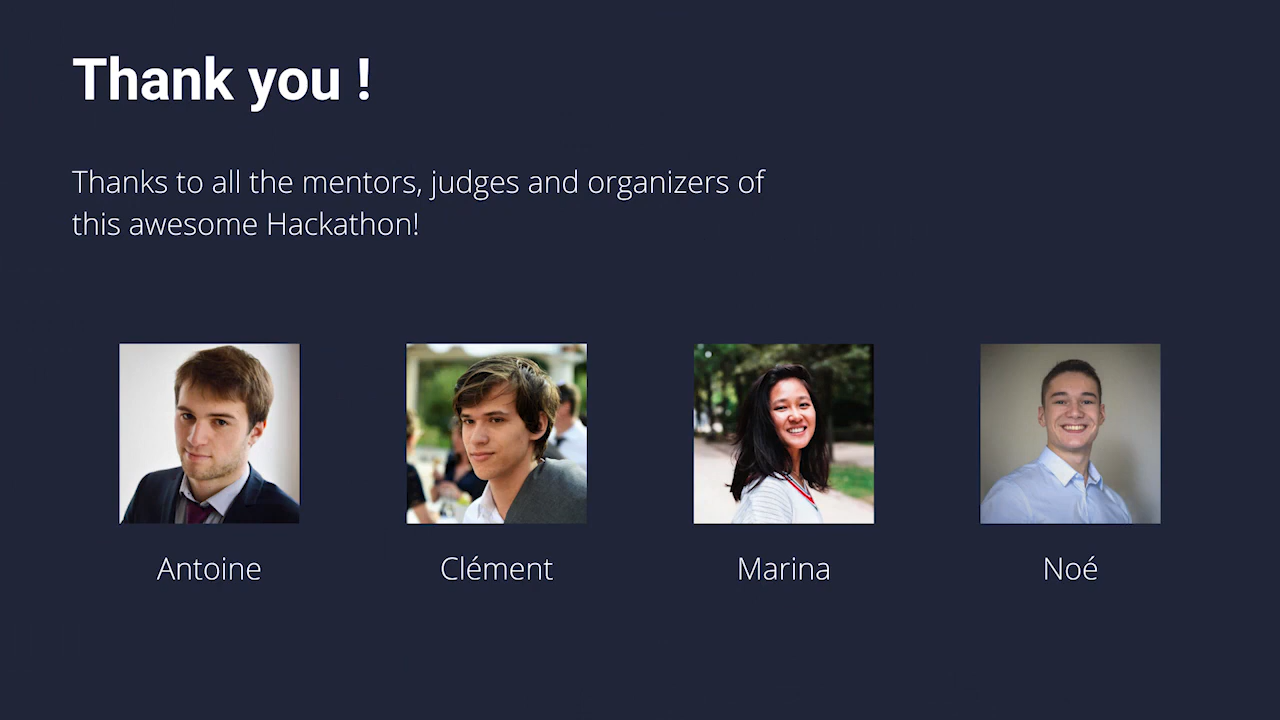 Thank you !
Thanks to all the mentors, judges and organizers of
this awesome Hackathon!
Antoine
Clément
Marina
Noé